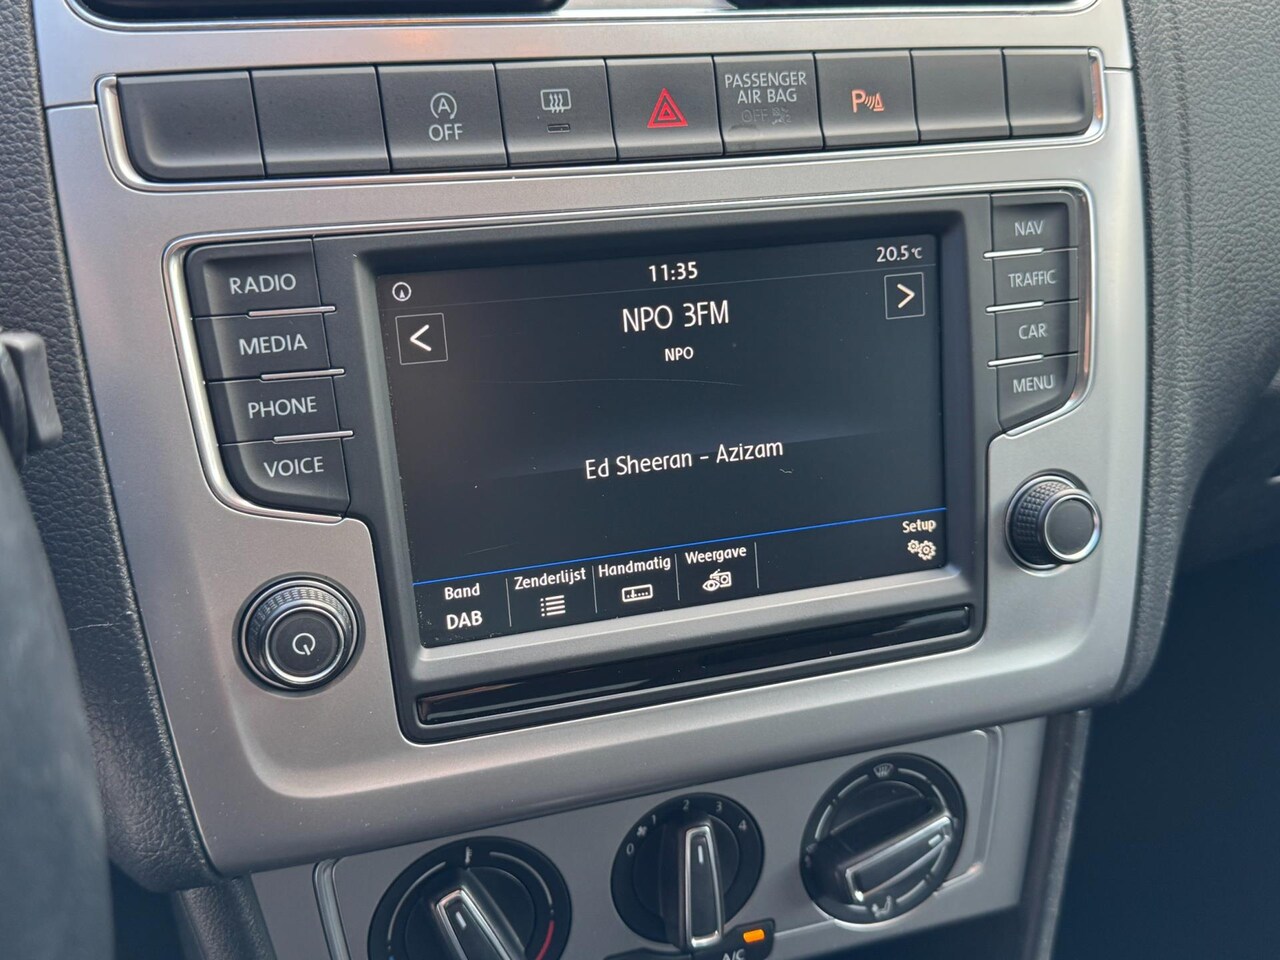 A
OFF
PASSENGER
AIR BAG
OFF
P
RADIO
MEDIA
PHONE
VOICE
NAV
TRAFFIC
CAR
MENU
11:35
20.5°C
<
NPO 3FM
>
NPO
Ed Sheeran - Azizam
Setup
Band
DAB
Zenderlijst
Handmatig
Weergave
0 1 2 3 4
A/C